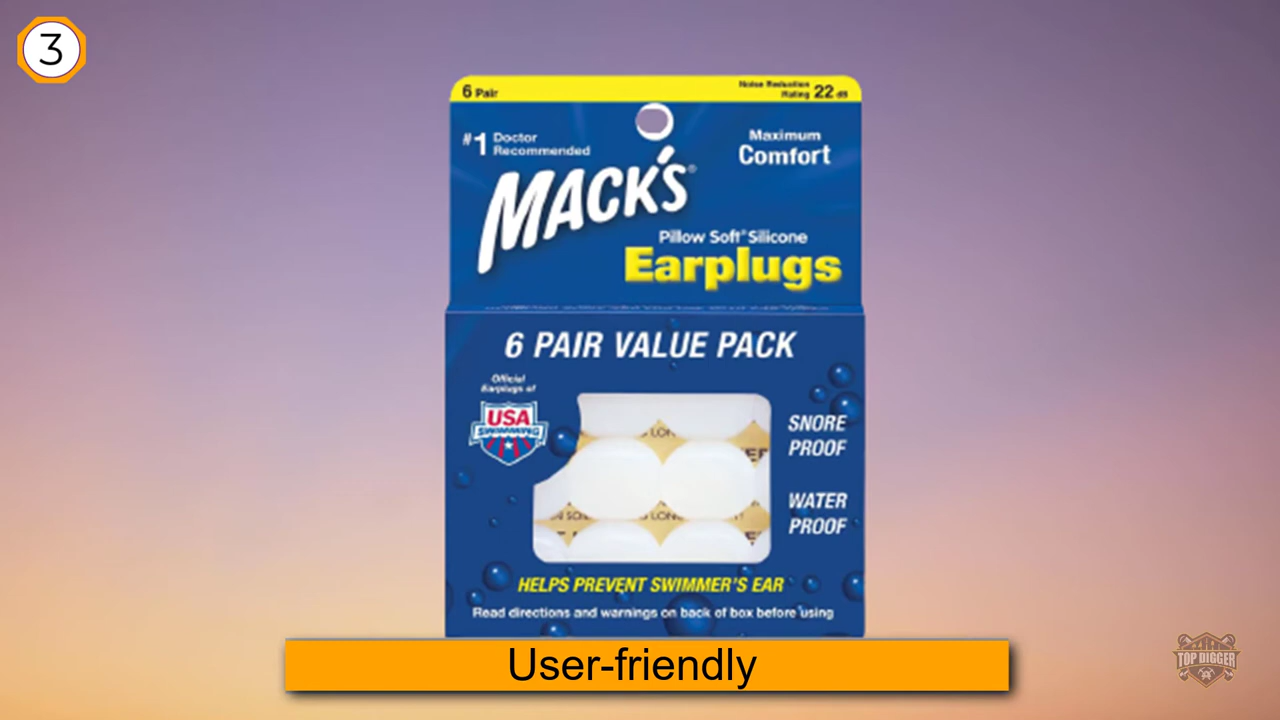 3
6 Pair
Noise Reduction
Rating 22 dB
#1 Doctor
Recommended
Maximum
Comfort
MACK'S®
Pillow Soft® Silicone
Earplugs
6 PAIR VALUE PACK
Official
Earplugs of
USA
SWIMMING
SNORE
PROOF
WATER
PROOF
HELPS PREVENT SWIMMER'S EAR
Read directions and warnings on back of box before using
User-friendly
TOP DIGGER